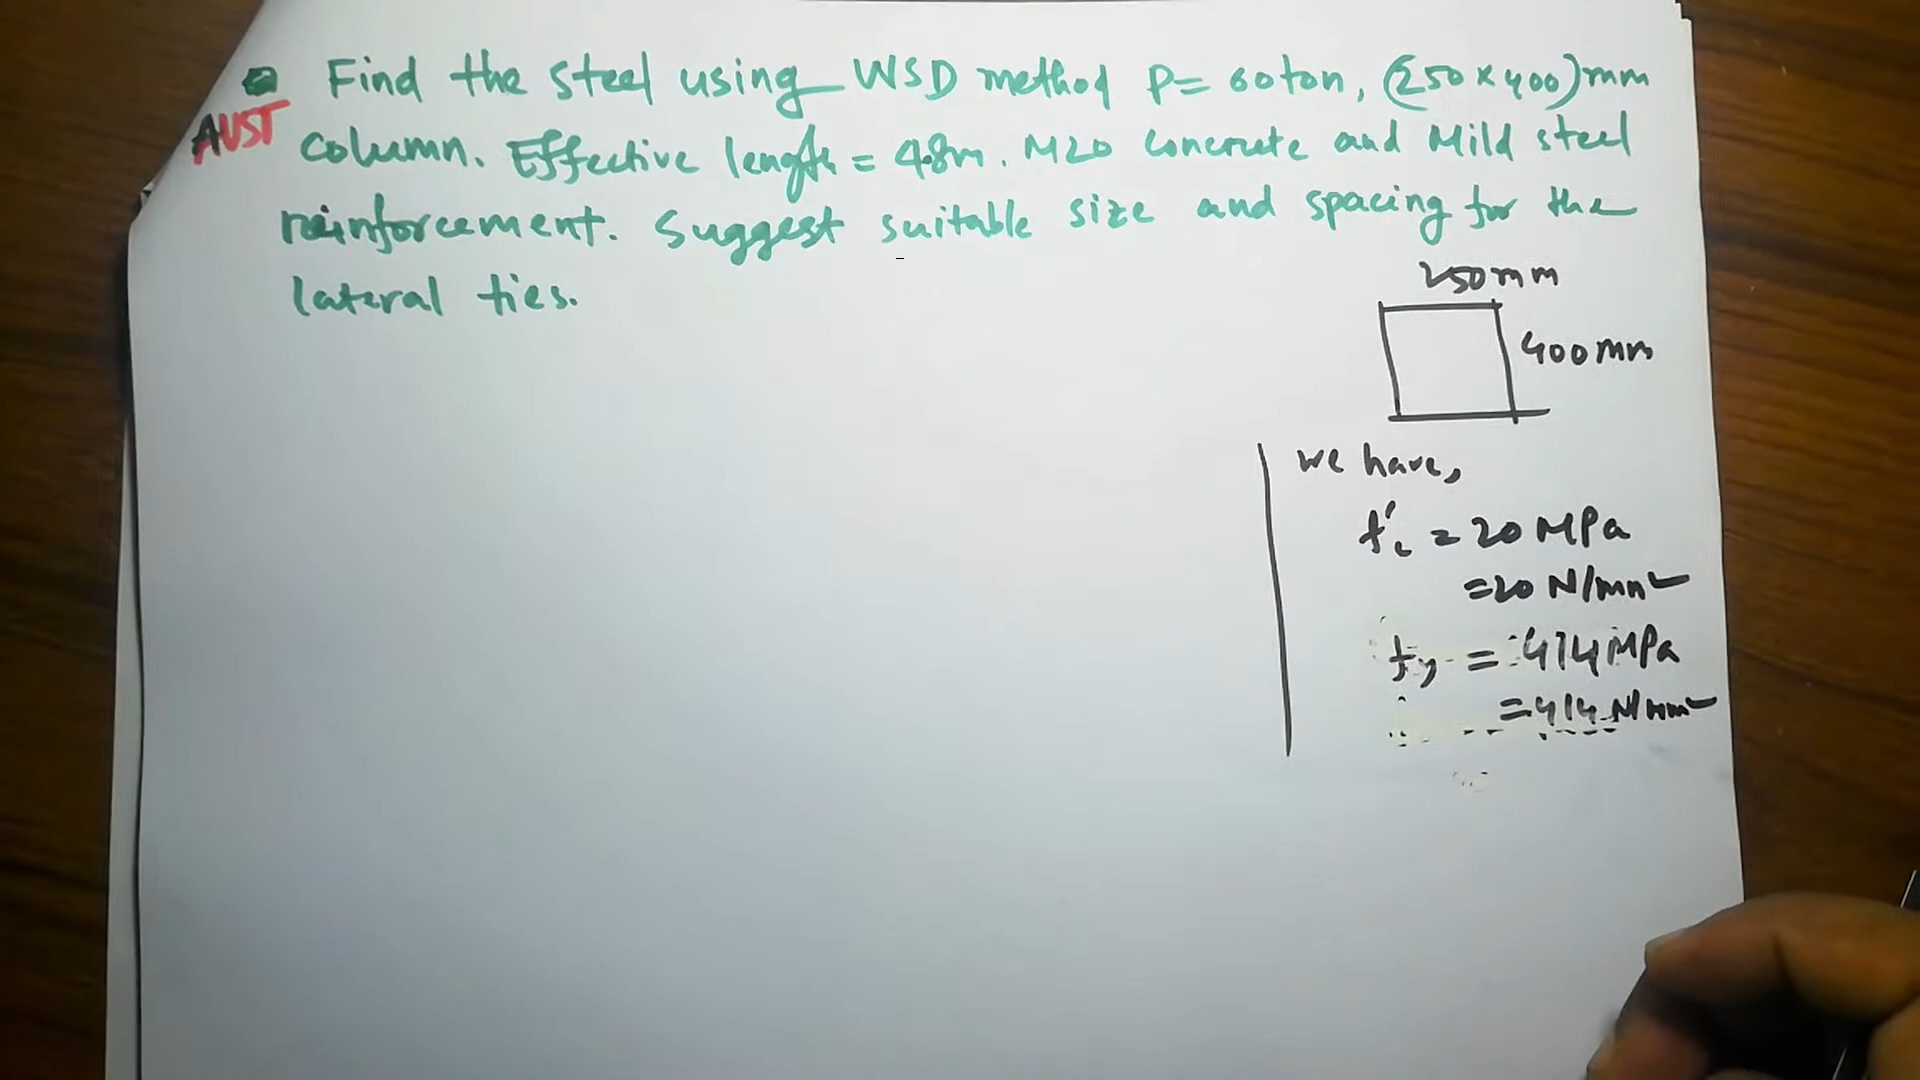 Find the steel using WSD method P= 60ton, (250×400)mm
AUST
column. Effective length = 4.8m. M20 concrete and Mild steel
reinforcement. Suggest suitable size and spacing for the
lateral ties.
250mm
400mm
we have,
f'c = 20 MPa
=20 N/mm²
fy = 414MPa
=414 N/mm²